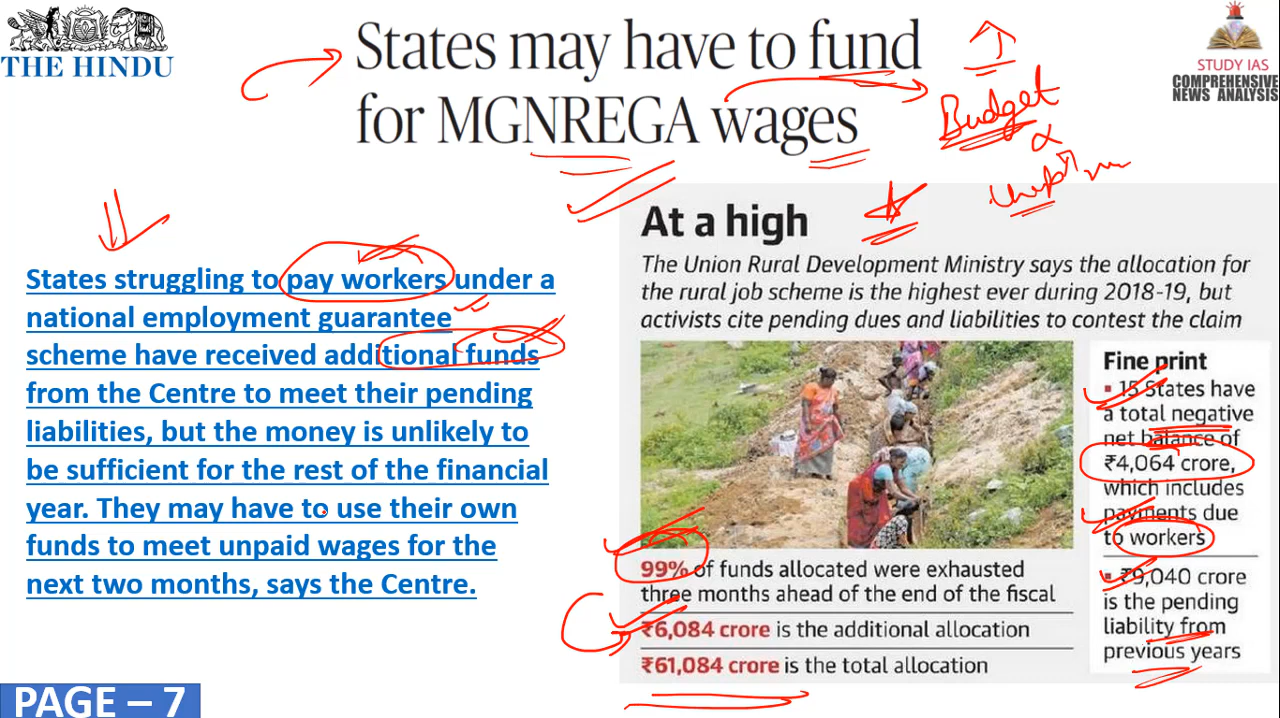 THE HINDU
States may have to fund
for MGNREGA wages
STUDY IAS
COMPREHENSIVE
NEWS ANALYSIS
Budget
∝
States struggling to pay workers under a
national employment guarantee
scheme have received additional funds
from the Centre to meet their pending
liabilities, but the money is unlikely to
be sufficient for the rest of the financial
year. They may have to use their own
funds to meet unpaid wages for the
next two months, says the Centre.
At a high
The Union Rural Development Ministry says the allocation for
the rural job scheme is the highest ever during 2018-19, but
activists cite pending dues and liabilities to contest the claim
99% of funds allocated were exhausted
three months ahead of the end of the fiscal
₹6,084 crore is the additional allocation
₹61,084 crore is the total allocation
Fine print
▪ 15 States have
a total negative
net balance of
₹4,064 crore,
which includes
payments due
to workers
▪ ₹9,040 crore
is the pending
liability from
previous years
PAGE – 7